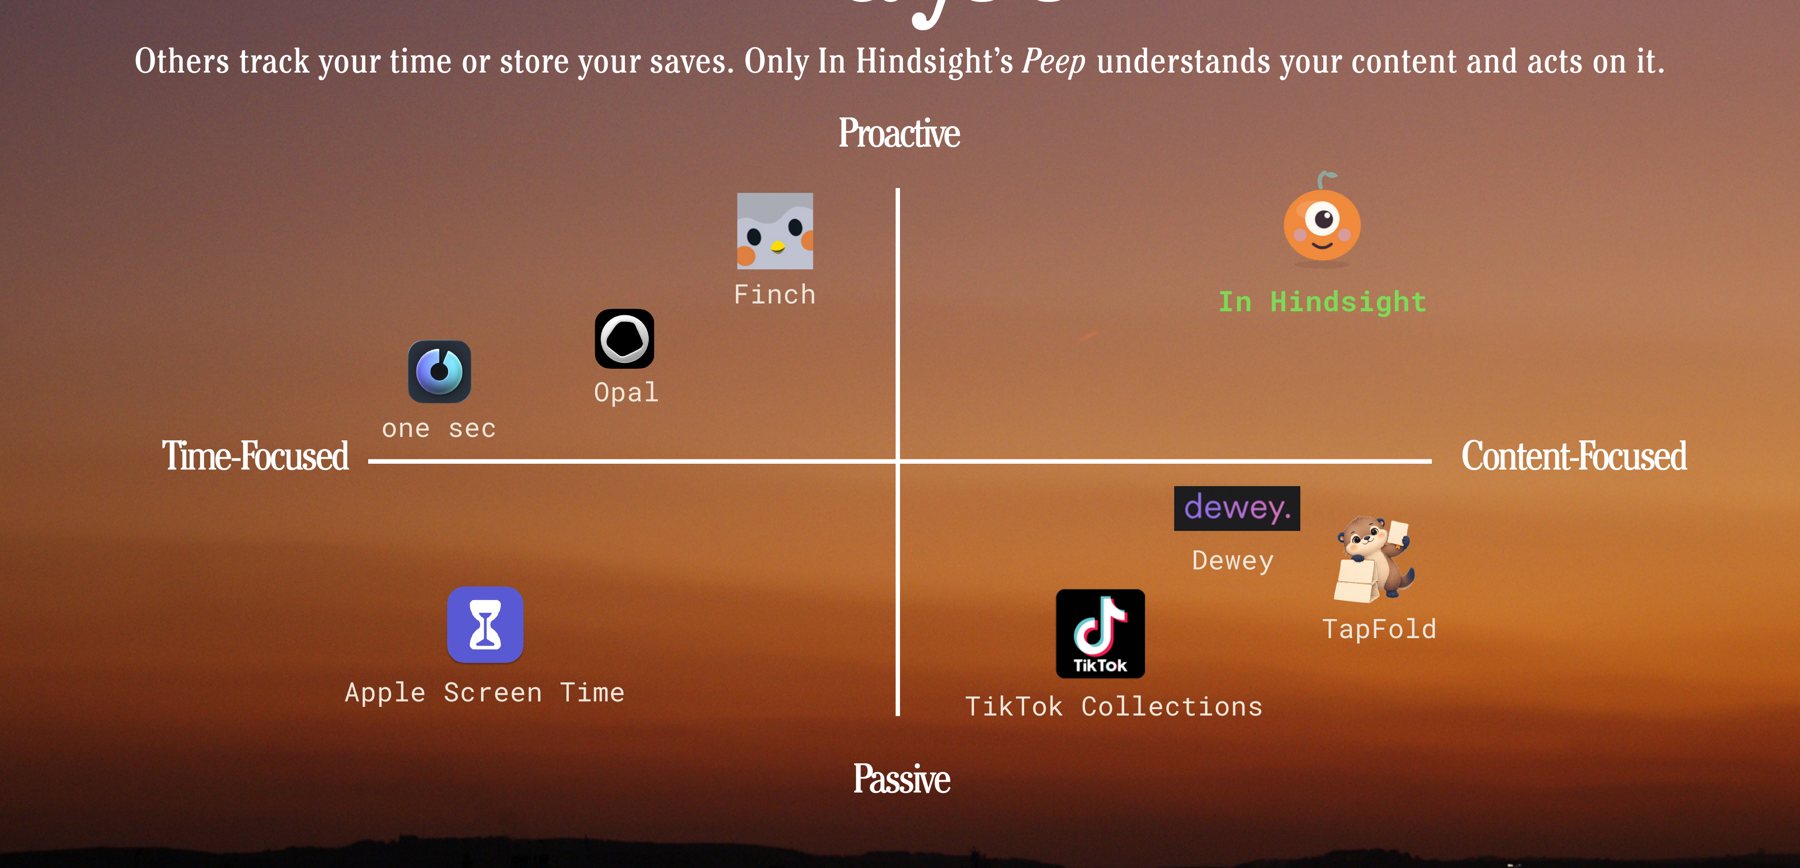 Others track your time or store your saves. Only In Hindsight’s Peep understands your content and acts on it.
Proactive
Finch
In Hindsight
Opal
one sec
Time-Focused
Content-Focused
dewey.
Dewey
TapFold
TikTok
Apple Screen Time
TikTok Collections
Passive